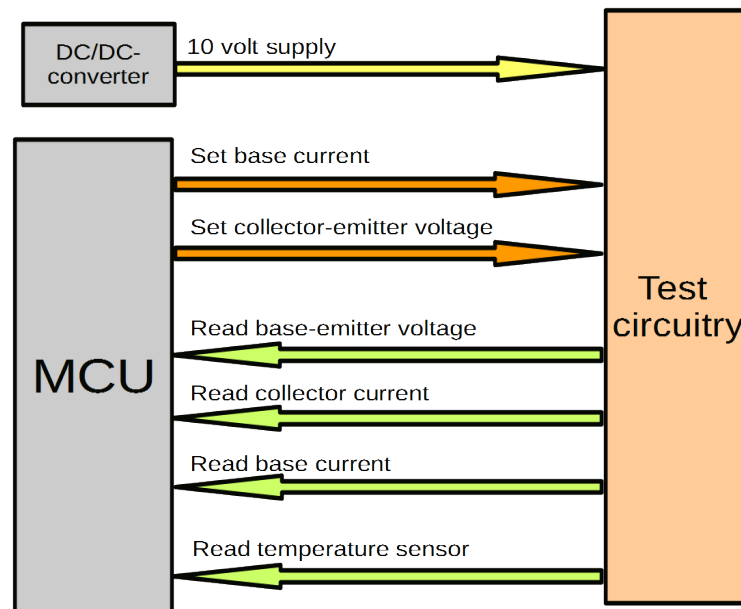 DC/DC-
converter
10 volt supply
Set base current
Set collector-emitter voltage
Read base-emitter voltage
Read collector current
Read base current
Read temperature sensor
MCU
Test
circuitry